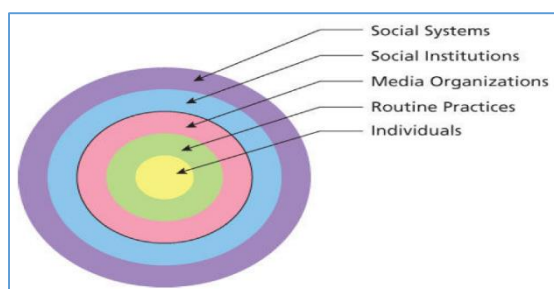 Social Systems
Social Institutions
Media Organizations
Routine Practices
Individuals